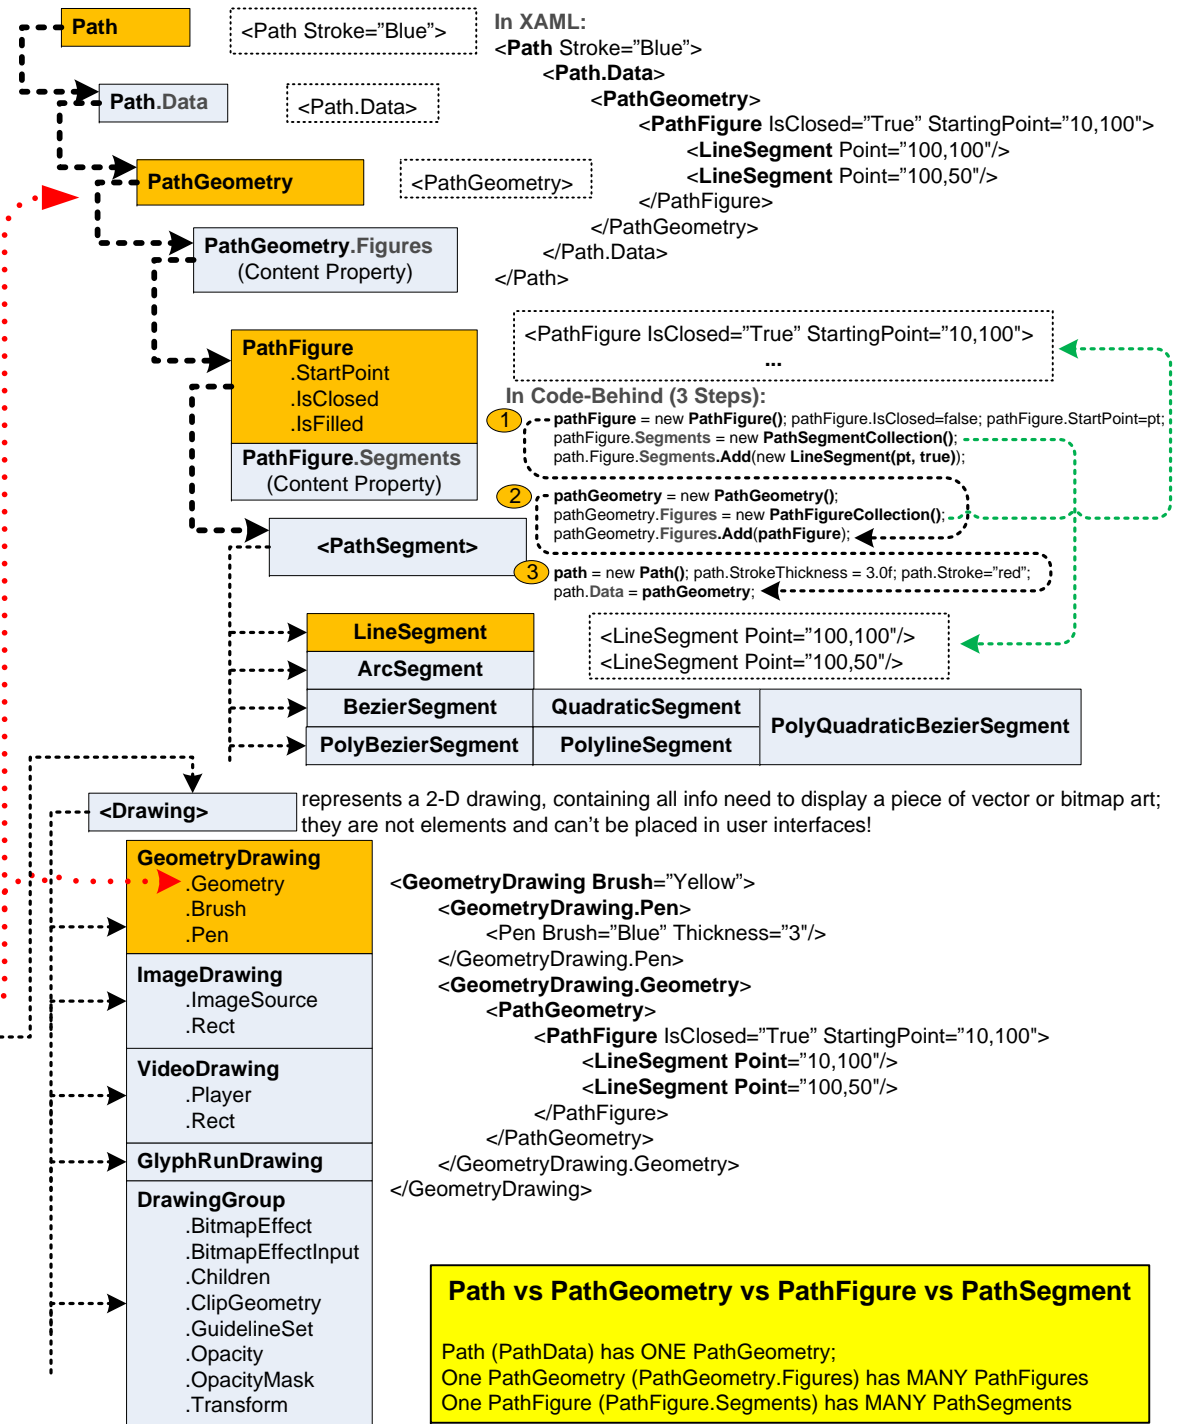 Path
<Path Stroke=”Blue”>
In XAML:
<Path Stroke=”Blue”>
<Path.Data>
<PathGeometry>
<PathFigure IsClosed=”True” StartingPoint=”10,100">
<LineSegment Point=”100,100"/>
<LineSegment Point=”100,50"/>
</PathFigure>
</PathGeometry>
</Path.Data>
</Path>
Path.Data
<Path.Data>
PathGeometry
<PathGeometry>
PathGeometry.Figures
(Content Property)
PathFigure
.StartPoint
.IsClosed
.IsFilled
PathFigure.Segments
(Content Property)
<PathFigure IsClosed=”True” StartingPoint=”10,100">
...
In Code-Behind (3 Steps):
1
pathFigure = new PathFigure(); pathFigure.IsClosed=false; pathFigure.StartPoint=pt;
pathFigure.Segments = new PathSegmentCollection();
path.Figure.Segments.Add(new LineSegment(pt, true));
2
pathGeometry = new PathGeometry();
pathGeometry.Figures = new PathFigureCollection();
pathGeometry.Figures.Add(pathFigure);
3
path = new Path(); path.StrokeThickness = 3.0f; path.Stroke=”red”;
path.Data = pathGeometry;
<PathSegment>
LineSegment
<LineSegment Point=”100,100"/>
<LineSegment Point=”100,50"/>
ArcSegment
BezierSegment
QuadraticSegment
PolyQuadraticBezierSegment
PolyBezierSegment
PolylineSegment
<Drawing>
represents a 2-D drawing, containing all info need to display a piece of vector or bitmap art;
they are not elements and can’t be placed in user interfaces!
GeometryDrawing
.Geometry
.Brush
.Pen
ImageDrawing
.ImageSource
.Rect
VideoDrawing
.Player
.Rect
GlyphRunDrawing
DrawingGroup
.BitmapEffect
.BitmapEffectInput
.Children
.ClipGeometry
.GuidelineSet
.Opacity
.OpacityMask
.Transform
<GeometryDrawing Brush=”Yellow”>
<GeometryDrawing.Pen>
<Pen Brush=”Blue” Thickness=”3"/>
</GeometryDrawing.Pen>
<GeometryDrawing.Geometry>
<PathGeometry>
<PathFigure IsClosed=”True” StartingPoint=”10,100">
<LineSegment Point=”10,100"/>
<LineSegment Point=”100,50"/>
</PathFigure>
</PathGeometry>
</GeometryDrawing.Geometry>
</GeometryDrawing>
Path vs PathGeometry vs PathFigure vs PathSegment
Path (PathData) has ONE PathGeometry;
One PathGeometry (PathGeometry.Figures) has MANY PathFigures
One PathFigure (PathFigure.Segments) has MANY PathSegments